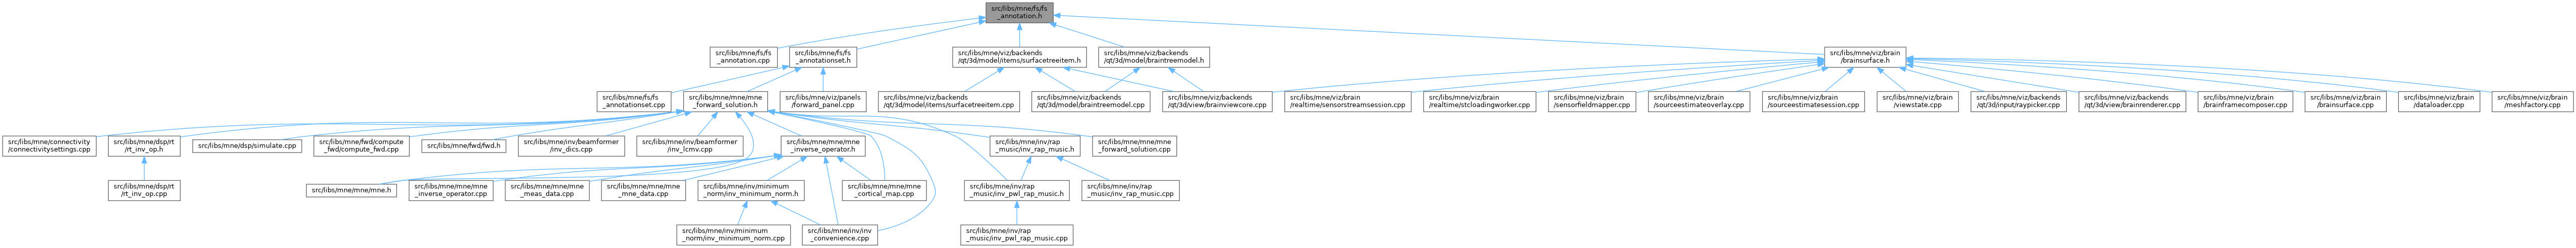 src/libs/mne/fs/fs
_annotation.h
src/libs/mne/fs/fs
_annotation.cpp
src/libs/mne/fs/fs
_annotationset.h
src/libs/mne/viz/backends
/qt/3d/model/items/surfacetreeitem.h
src/libs/mne/viz/backends
/qt/3d/model/braintreemodel.h
src/libs/mne/viz/brain
/brainsurface.h
src/libs/mne/fs/fs
_annotationset.cpp
src/libs/mne/mne/mne
_forward_solution.h
src/libs/mne/viz/panels
/forward_panel.cpp
src/libs/mne/viz/backends
/qt/3d/model/items/surfacetreeitem.cpp
src/libs/mne/viz/backends
/qt/3d/model/braintreemodel.cpp
src/libs/mne/viz/backends
/qt/3d/view/brainviewcore.cpp
src/libs/mne/viz/brain
/realtime/sensorstreamsession.cpp
src/libs/mne/viz/brain
/realtime/stcloadingworker.cpp
src/libs/mne/viz/brain
/sensorfieldmapper.cpp
src/libs/mne/viz/brain
/sourceestimateoverlay.cpp
src/libs/mne/viz/brain
/sourceestimatesession.cpp
src/libs/mne/viz/brain
/viewstate.cpp
src/libs/mne/viz/backends
/qt/3d/input/raypicker.cpp
src/libs/mne/viz/backends
/qt/3d/view/brainrenderer.cpp
src/libs/mne/viz/brain
/brainframecomposer.cpp
src/libs/mne/viz/brain
/brainsurface.cpp
src/libs/mne/viz/brain
/dataloader.cpp
src/libs/mne/viz/brain
/meshfactory.cpp
src/libs/mne/connectivity
/connectivitysettings.cpp
src/libs/mne/dsp/rt
/rt_inv_op.h
src/libs/mne/dsp/simulate.cpp
src/libs/mne/fwd/compute
_fwd/compute_fwd.cpp
src/libs/mne/fwd/fwd.h
src/libs/mne/inv/beamformer
/inv_dics.cpp
src/libs/mne/inv/beamformer
/inv_lcmv.cpp
src/libs/mne/mne/mne
_inverse_operator.h
src/libs/mne/inv/rap
_music/inv_rap_music.h
src/libs/mne/mne/mne
_forward_solution.cpp
src/libs/mne/dsp/rt
/rt_inv_op.cpp
src/libs/mne/mne/mne.h
src/libs/mne/mne/mne
_inverse_operator.cpp
src/libs/mne/mne/mne
_meas_data.cpp
src/libs/mne/mne/mne
_mne_data.cpp
src/libs/mne/inv/minimum
_norm/inv_minimum_norm.h
src/libs/mne/mne/mne
_cortical_map.cpp
src/libs/mne/inv/rap
_music/inv_pwl_rap_music.h
src/libs/mne/inv/rap
_music/inv_rap_music.cpp
src/libs/mne/inv/minimum
_norm/inv_minimum_norm.cpp
src/libs/mne/inv/inv
_convenience.cpp
src/libs/mne/inv/rap
_music/inv_pwl_rap_music.cpp